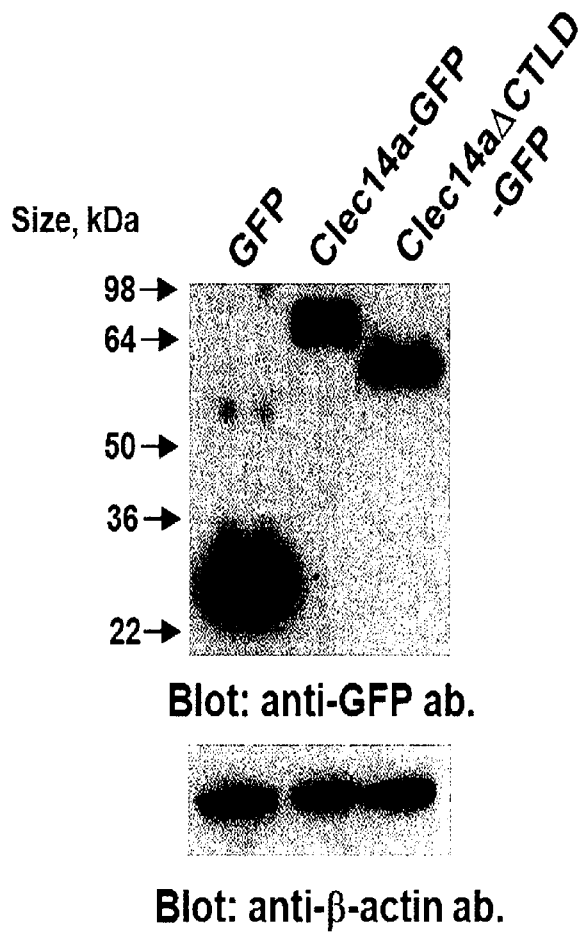 Size, kDa
GFP
Clec14a-GFP
Clec14aΔCTLD
-GFP
98
64
50
36
22
Blot: anti-GFP ab.
Blot: anti-β-actin ab.